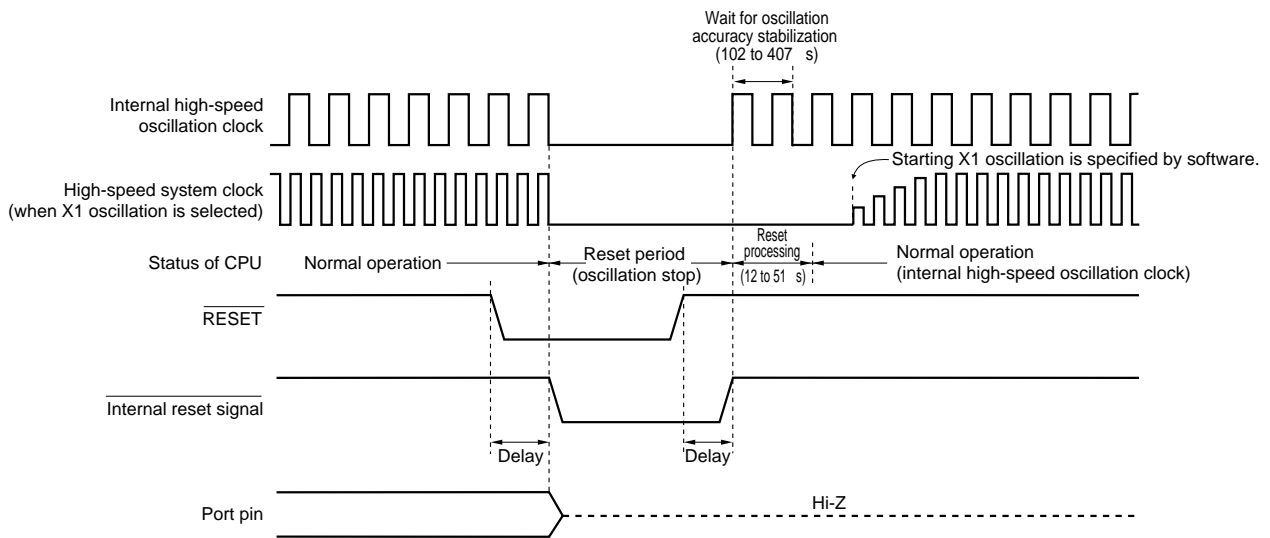 Wait for oscillation
accuracy stabilization
(102 to 407 s)
Internal high-speed
oscillation clock
Starting X1 oscillation is specified by software.
High-speed system clock
(when X1 oscillation is selected)
Status of CPU
Normal operation
Reset period
(oscillation stop)
Reset
processing
(12 to 51 s)
Normal operation
(internal high-speed oscillation clock)
RESET
Internal reset signal
Delay
Delay
Port pin
Hi-Z